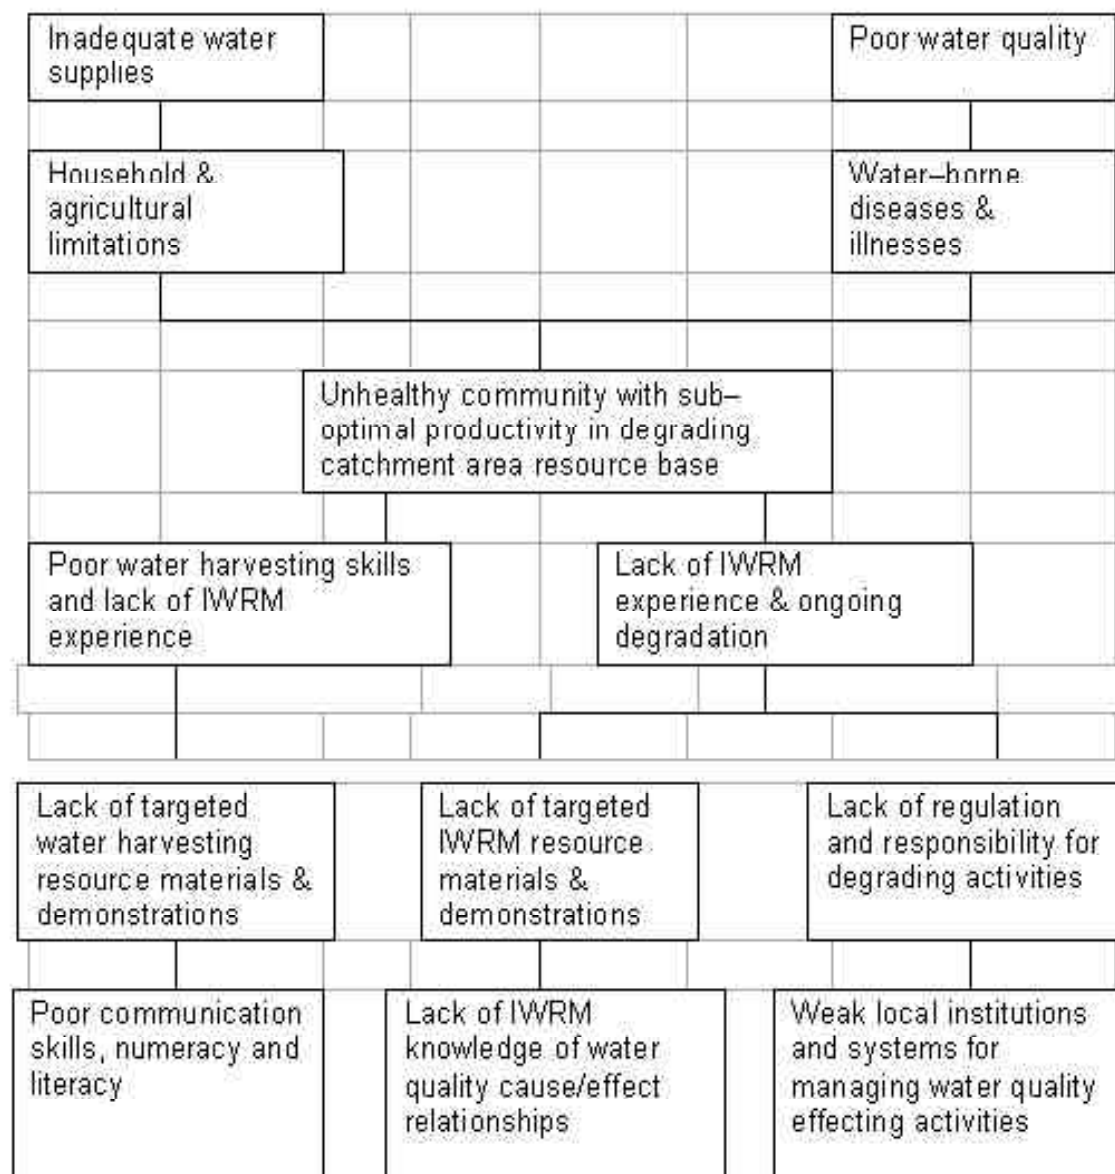 Inadequate water
supplies
Poor water quality
Household &
agricultural
limitations
Water–borne
diseases &
illnesses
Unhealthy community with sub–
optimal productivity in degrading
catchment area resource base
Poor water harvesting skills
and lack of IWRM
experience
Lack of IWRM
experience & ongoing
degradation
Lack of targeted
water harvesting
resource materials &
demonstrations
Lack of targeted
IWRM resource
materials &
demonstrations
Lack of regulation
and responsibility for
degrading activities
Poor communication
skills, numeracy and
literacy
Lack of IWRM
knowledge of water
quality cause/effect
relationships
Weak local institutions
and systems for
managing water quality
effecting activities